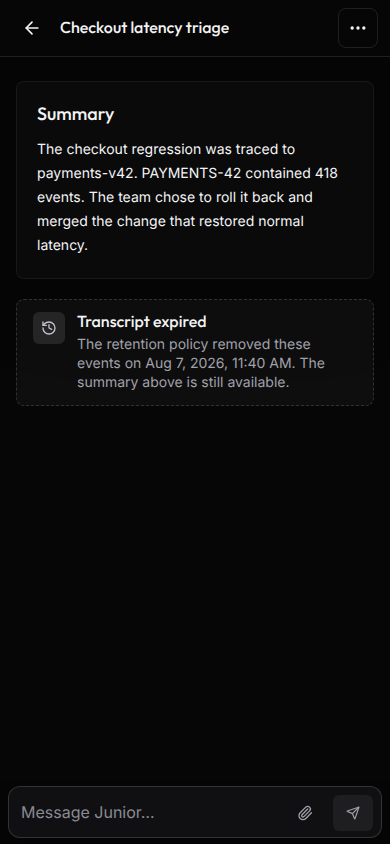 Checkout latency triage
Summary
The checkout regression was traced to
payments-v42. PAYMENTS-42 contained 418
events. The team chose to roll it back and
merged the change that restored normal
latency.
Transcript expired
The retention policy removed these
events on Aug 7, 2026, 11:40 AM. The
summary above is still available.
Message Junior...